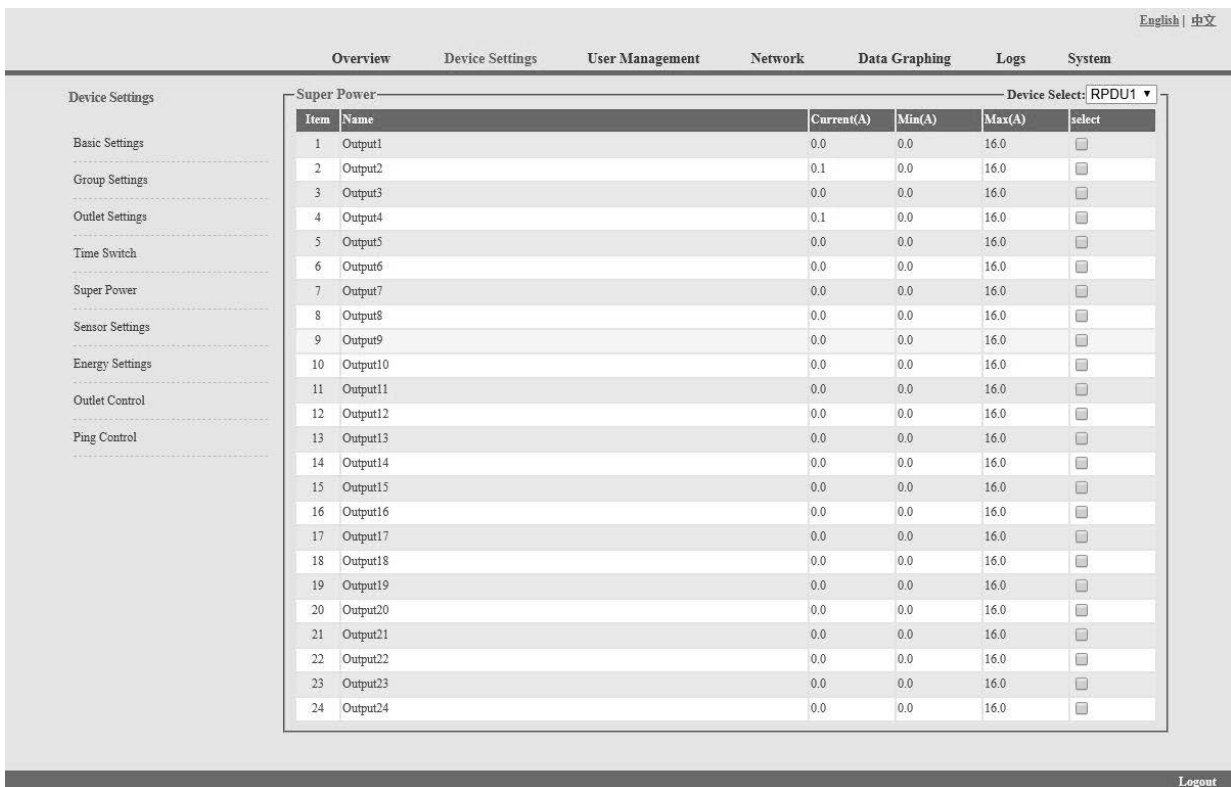 English | 中文
Overview Device Settings User Management Network Data Graphing Logs System
Device Settings
Basic Settings
Group Settings
Outlet Settings
Time Switch
Super Power
Sensor Settings
Energy Settings
Outlet Control
Ping Control
Super Power Device Select: RPDU1
Item Name Current(A) Min(A) Max(A) select
1 Output1 0.0 0.0 16.0
2 Output2 0.1 0.0 16.0
3 Output3 0.0 0.0 16.0
4 Output4 0.1 0.0 16.0
5 Output5 0.0 0.0 16.0
6 Output6 0.0 0.0 16.0
7 Output7 0.0 0.0 16.0
8 Output8 0.0 0.0 16.0
9 Output9 0.0 0.0 16.0
10 Output10 0.0 0.0 16.0
11 Output11 0.0 0.0 16.0
12 Output12 0.0 0.0 16.0
13 Output13 0.0 0.0 16.0
14 Output14 0.0 0.0 16.0
15 Output15 0.0 0.0 16.0
16 Output16 0.0 0.0 16.0
17 Output17 0.0 0.0 16.0
18 Output18 0.0 0.0 16.0
19 Output19 0.0 0.0 16.0
20 Output20 0.0 0.0 16.0
21 Output21 0.0 0.0 16.0
22 Output22 0.0 0.0 16.0
23 Output23 0.0 0.0 16.0
24 Output24 0.0 0.0 16.0
Logout